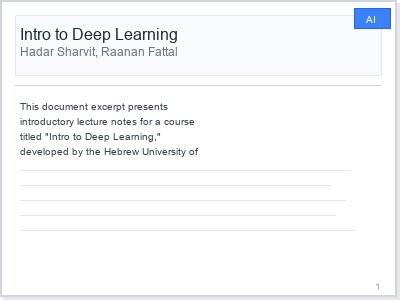 AI
Intro to Deep Learning
Hadar Sharvit, Raanan Fattal
This document excerpt presents
introductory lecture notes for a course
titled "Intro to Deep Learning,"
developed by the Hebrew University of
1